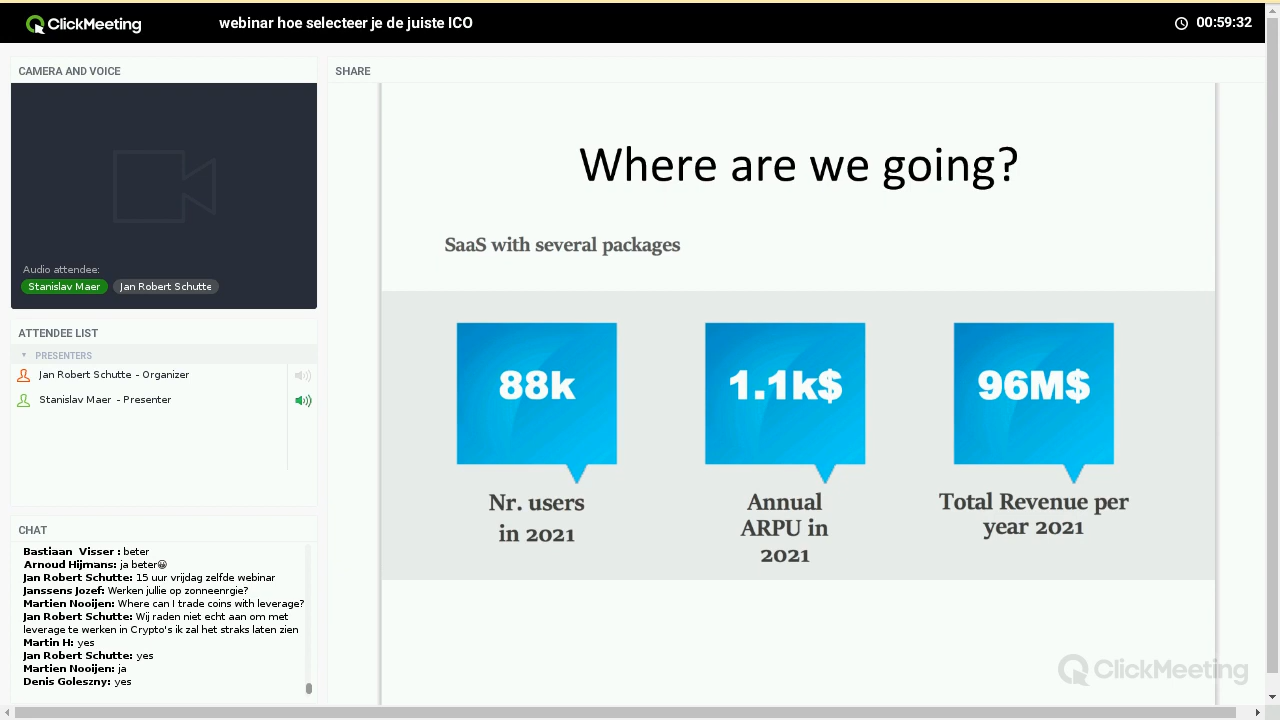 ClickMeeting
webinar hoe selecteer je de juiste ICO
00:59:32
CAMERA AND VOICE
Audio attendee:
Stanislav Maer
Jan Robert Schutte
ATTENDEE LIST
PRESENTERS
Jan Robert Schutte - Organizer
Stanislav Maer - Presenter
CHAT
Bastiaan Visser : beter
Arnoud Hijmans: ja beter😀
Jan Robert Schutte: 15 uur vrijdag zelfde webinar
Janssens Jozef: Werken jullie op zonneenrgie?
Martien Nooijen: Where can I trade coins with leverage?
Jan Robert Schutte: Wij raden niet echt aan om met
leverage te werken in Crypto's ik zal het straks laten zien
Martin H: yes
Jan Robert Schutte: yes
Martien Nooijen: ja
Denis Goleszny: yes
SHARE
Where are we going?
SaaS with several packages
88k
Nr. users
in 2021
1.1k$
Annual
ARPU in
2021
96M$
Total Revenue per
year 2021
ClickMeeting